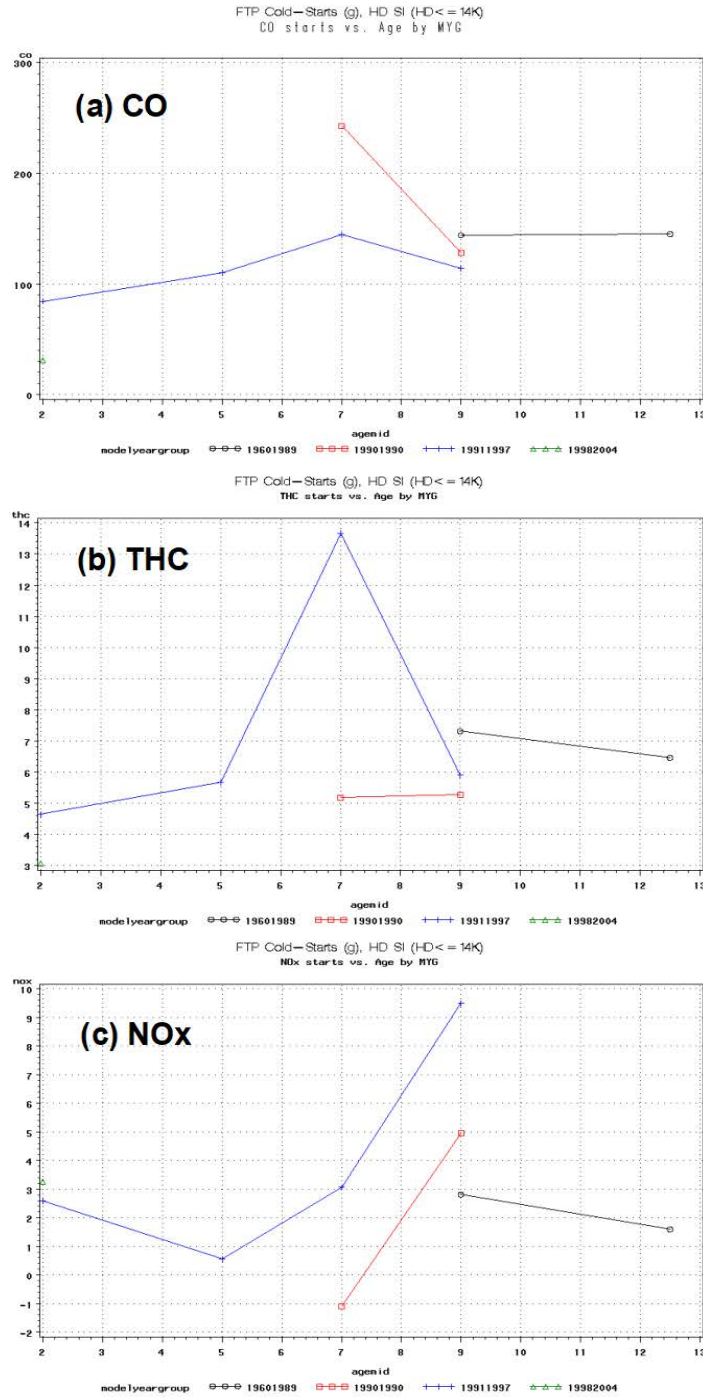 FTP Cold-Starts (g), HD SI (HD<= 14K)
CO starts vs. Age by MYG
co
300
(a) CO
200
100
0
2 3 4 5 6 7 8 9 10 11 12 13
agemid
modelyeargroup 19601989 19901990 19911997 19982004
FTP Cold-Starts (g), HD SI (HD<= 14K)
THC starts vs. Age by MYG
thc
14
13
(b) THC
12
11
10
9
8
7
6
5
4
3
2 3 4 5 6 7 8 9 10 11 12 13
agemid
modelyeargroup 19601989 19901990 19911997 19982004
FTP Cold-Starts (g), HD SI (HD<= 14K)
NOx starts vs. Age by MYG
nox
10
9
(c) NOx
8
7
6
5
4
3
2
1
0
-1
-2
2 3 4 5 6 7 8 9 10 11 12 13
agemid
modelyeargroup 19601989 19901990 19911997 19982004